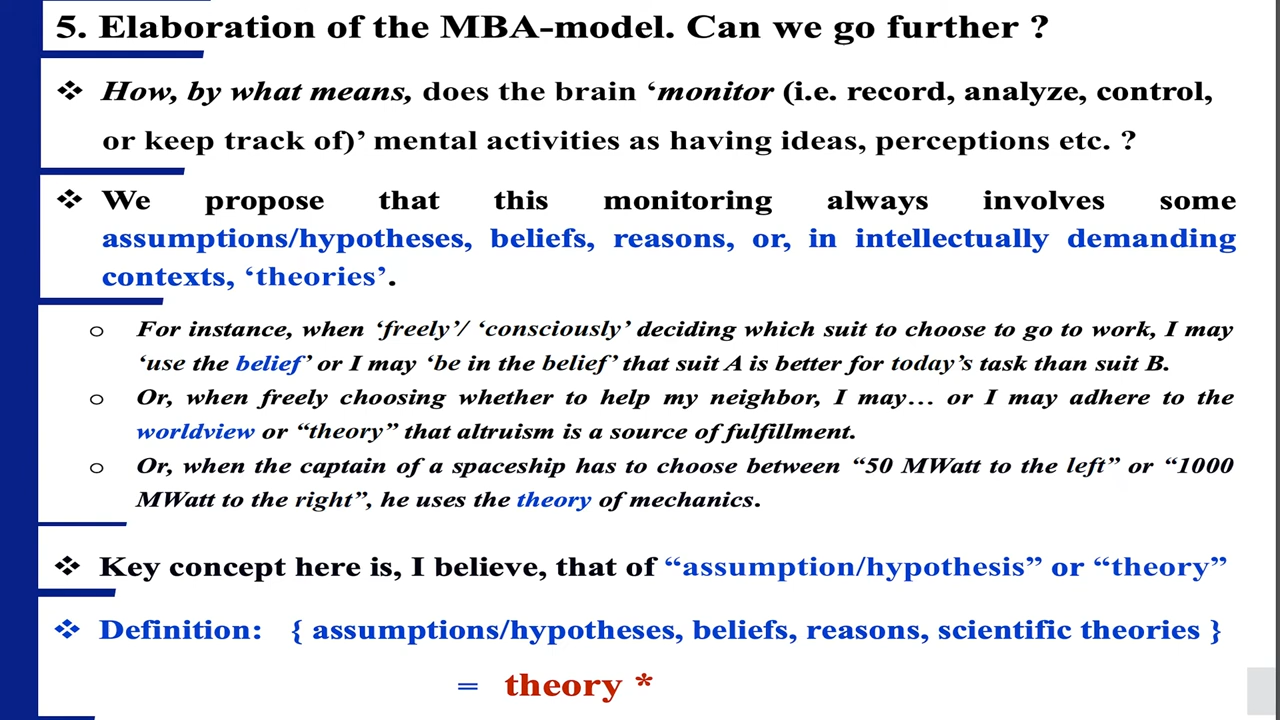 5. Elaboration of the MBA-model. Can we go further ?
❖ How, by what means, does the brain ‘monitor (i.e. record, analyze, control,
or keep track of)’ mental activities as having ideas, perceptions etc. ?
❖ We propose that this monitoring always involves some
assumptions/hypotheses, beliefs, reasons, or, in intellectually demanding
contexts, ‘theories’.
o For instance, when ‘freely’/ ‘consciously’ deciding which suit to choose to go to work, I may
‘use the belief’ or I may ‘be in the belief’ that suit A is better for today’s task than suit B.
o Or, when freely choosing whether to help my neighbor, I may… or I may adhere to the
worldview or “theory” that altruism is a source of fulfillment.
o Or, when the captain of a spaceship has to choose between “50 MWatt to the left” or “1000
MWatt to the right”, he uses the theory of mechanics.
❖ Key concept here is, I believe, that of “assumption/hypothesis” or “theory”
❖ Definition: { assumptions/hypotheses, beliefs, reasons, scientific theories }
= theory *